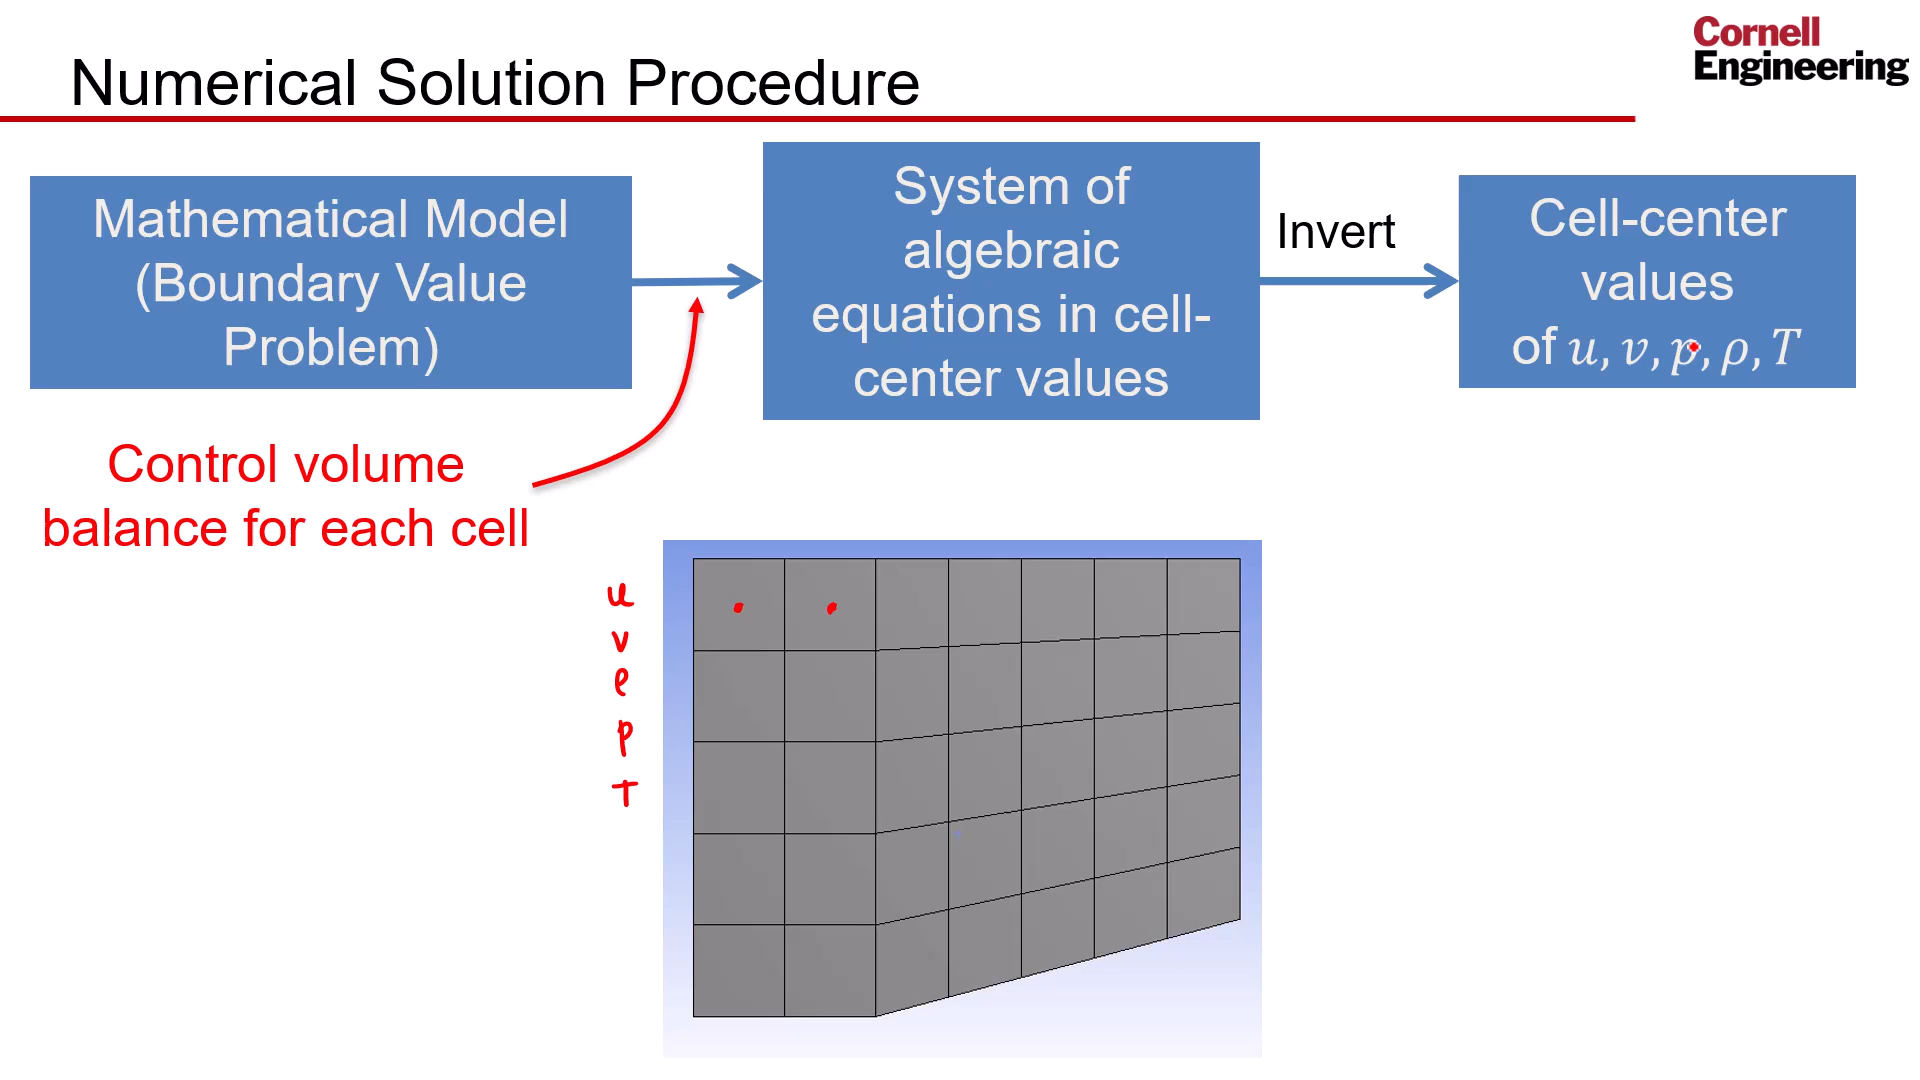 Cornell
Engineering
Numerical Solution Procedure
Mathematical Model
(Boundary Value
Problem)
System of
algebraic
equations in cell-
center values
Invert
Cell-center
values
of u, v, p, ρ, T
Control volume
balance for each cell
u
v
ρ
p
T